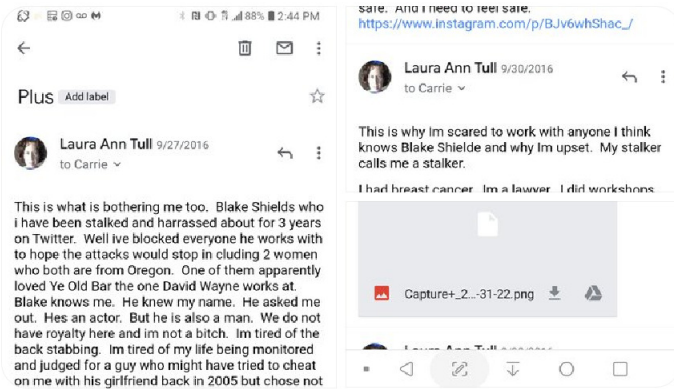 88% 2:44 PM
Plus Add label
Laura Ann Tull 9/27/2016
to Carrie
This is what is bothering me too. Blake Shields who
i have been stalked and harrassed about for 3 years
on Twitter. Well ive blocked everyone he works with
to hope the attacks would stop in cluding 2 women
who both are from Oregon. One of them apparently
loved Ye Old Bar the one David Wayne works at.
Blake knows me. He knew my name. He asked me
out. Hes an actor. But he is also a man. We do not
have royalty here and im not a bitch. Im tired of the
back stabbing. Im tired of my life being monitored
and judged for a guy who might have tried to cheat
on me with his girlfriend back in 2005 but chose not
safe. And I need to feel safe.
https://www.instagram.com/p/BJv6whShac_/
Laura Ann Tull 9/30/2016
to Carrie
This is why Im scared to work with anyone I think
knows Blake Shielde and why Im upset. My stalker
calls me a stalker.
I had breast cancer. Im a lawyer. I did workshops
Capture+_2...-31-22.png
Laura Ann Tull